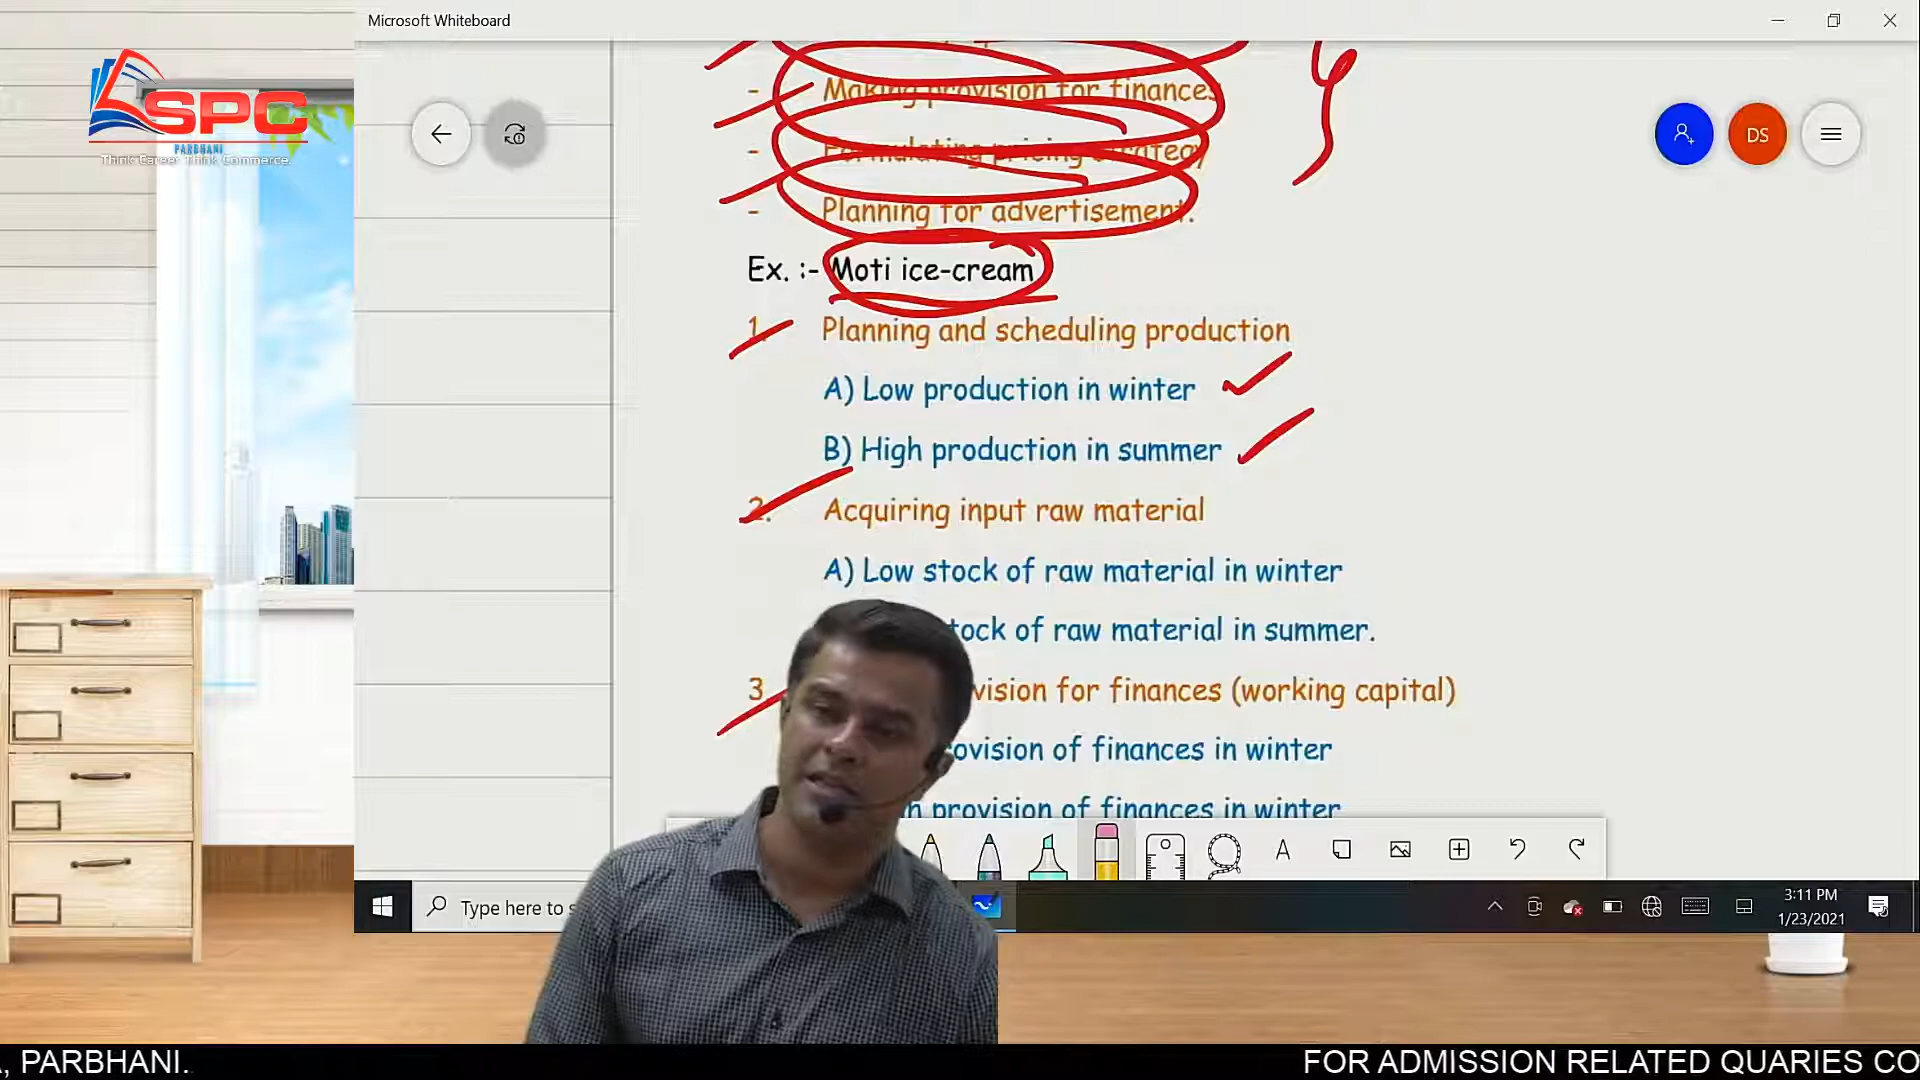 Microsoft Whiteboard
SPC
PARBHANI
Think Career Think Commerce.
DS
- Making provision for finances
- Formulating pricing strategy
- Planning for advertisement.
Ex. :- Moti ice-cream
1. Planning and scheduling production
A) Low production in winter
B) High production in summer
2. Acquiring input raw material
A) Low stock of raw material in winter
tock of raw material in summer.
3 vision for finances (working capital)
ovision of finances in winter
n provision of finances in winter
Type here to s
3:11 PM
1/23/2021
, PARBHANI.
FOR ADMISSION RELATED QUARIES CO